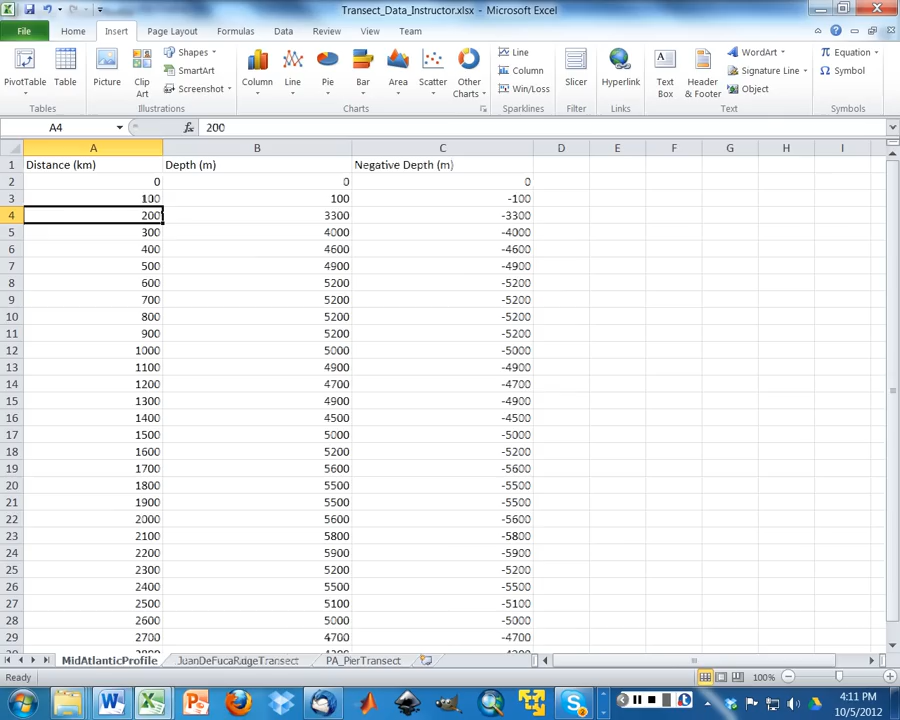 Transect_Data_Instructor.xlsx - Microsoft Excel
File Home Insert Page Layout Formulas Data Review View Team
PivotTable Table Picture Clip Art Shapes SmartArt Screenshot Column Line Pie Bar Area Scatter Other Charts Line Column Win/Loss Slicer Hyperlink Text Box Header & Footer WordArt Signature Line Object Equation Symbol
Tables Illustrations Charts Sparklines Filter Links Text Symbols
A4 fx 200
A B C D E F G H I
1 Distance (km) Depth (m) Negative Depth (m)
2 0 0 0
3 100 100 -100
4 200 3300 -3300
5 300 4000 -4000
6 400 4600 -4600
7 500 4900 -4900
8 600 5200 -5200
9 700 5200 -5200
10 800 5200 -5200
11 900 5200 -5200
12 1000 5000 -5000
13 1100 4900 -4900
14 1200 4700 -4700
15 1300 4900 -4900
16 1400 4500 -4500
17 1500 5000 -5000
18 1600 5200 -5200
19 1700 5600 -5600
20 1800 5500 -5500
21 1900 5500 -5500
22 2000 5600 -5600
23 2100 5800 -5800
24 2200 5900 -5900
25 2300 5200 -5200
26 2400 5500 -5500
27 2500 5100 -5100
28 2600 5000 -5000
29 2700 4700 -4700
MidAtlanticProfile JuanDeFucaRidgeTransect PA_PierTransect
Ready 100%
4:11 PM
10/5/2012